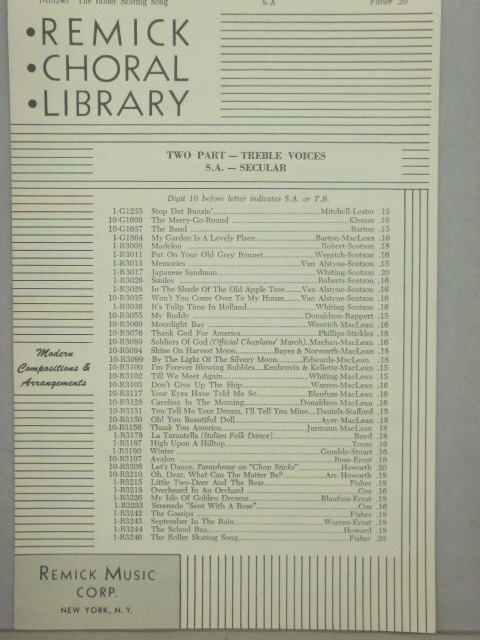 1-R3246 The Roller Skating Song S.A Fisher .20
•REMICK
•CHORAL
•LIBRARY
TWO PART — TREBLE VOICES
S.A. — SECULAR
Digit 10 before letter indicates S.A. or T.B.
1-G1235 Stop Dat Buzzin' Mitchell-Lester .12
10-G1609 The Merry-Go-Round Klemm .16
10-G1637 The Band Burton .15
1-G1864 My Garden Is A Lovely Place Barton-MacLean .16
1-R3008 Madelon Robert-Scotson .18
1-R3011 Put On Your Old Grey Bonnet Wenrich-Scotson .16
1-R3013 Memories Van Alstyne-Scotson .15
1-R3017 Japanese Sandman Whiting-Scotson .20
1-R3026 Smiles Roberts-Scotson .16
1-R3029 In The Shade Of The Old Apple Tree Van Alstyne-Scotson .16
10-R3035 Won't You Come Over To My House Van Alstyne-Scotson .16
1-R3036 It's Tulip Time In Holland Whiting-Scotson .16
10-R3055 My Buddy Donaldson-Rapport .15
10-R3069 Moonlight Bay Wenrich-MacLean .16
10-R3076 Thank God For America Phillips-Stickles .18
10-R3089 Soldiers Of God (Official Chaplains' March) Machan-MacLean .16
10-R3094 Shine On Harvest Moon Bayes & Norworth-MacLean .18
10-R3099 By The Light Of The Silvery Moon Edwards-MacLean .18
10-R3100 I'm Forever Blowing Bubbles Kenbrovin & Kellette-MacLean .15
10-R3102 Till We Meet Again Whiting-MacLean .15
10-R3103 Don't Give Up The Ship Warren-MacLean .16
10-R3117 Your Eyes Have Told Me So Blaufuss-MacLean .16
10-R3128 Carolina In The Morning Donaldson-MacLean .16
10-R3151 You Tell Me Your Dream, I'll Tell You Mine Daniels-Stafford .15
10-R3150 Oh! You Beautiful Doll Ayer-MacLean .18
10-R3156 Thank You America Jurmann-MacLean .18
1-R3178 La Tarantella (Italian Folk Dance) Boyd .18
1-R3187 High Upon A Hilltop Youse .16
1-R3190 Winter Gumble-Stuart .16
10-R3197 Avalon Rose-Ernst .16
10-R3208 Let's Dance, Paraphrase on "Chop Sticks" Howorth .20
10-R3210 Oh, Dear, What Can The Matter Be? Arr. Howorth .18
1-R3215 Little Two-Deer And The Bear Fisher .18
1-R3218 Overheard In An Orchard Cox .16
1-R3226 My Isle Of Golden Dreams Blaufuss-Ernst .18
1-R3233 Serenade "Sent With A Rose" Cox .16
1-R3242 The Gossips Fisher .18
1-R3243 September In The Rain Warren-Ernst .18
1-R3244 The School Bus Howard .18
1-R3246 The Roller Skating Song Fisher .20
Modern
Compositions &
Arrangements
REMICK MUSIC
CORP.
NEW YORK, N. Y.